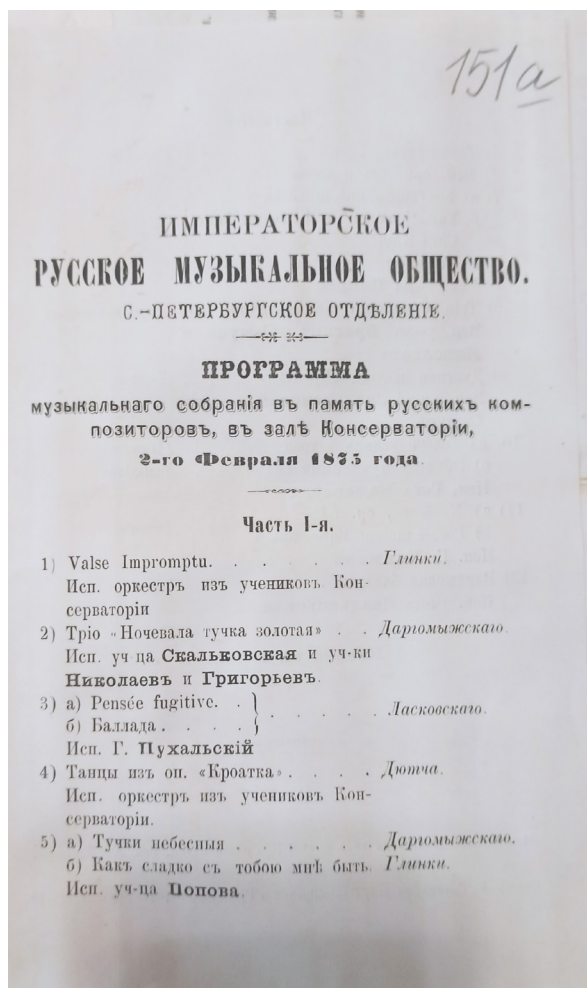 151а
ИМПЕРАТОРСКОЕ
РУССКОЕ МУЗЫКАЛЬНОЕ ОБЩЕСТВО.
С.-ПЕТЕРБУРГСКОЕ ОТДѢЛЕНІЕ.
ПРОГРАММА
музыкальнаго собранія въ память русскихъ ком-
позиторовъ, въ залѣ Консерваторіи,
2-го Февраля 1875 года.
Часть I-я.
1) Valse Impromptu. . . . . . . Глинки.
Исп. оркестръ изъ учениковъ Кон-
серваторіи
2) Тріо «Ночевала тучка золотая» . . Даргомыжскаго.
Исп. уч-ца Скальковская и уч-ки
Николаевъ и Григорьевъ.
3) а) Pensée fugitive. . } . . . . . Ласковскаго.
б) Баллада . . . . }
Исп. Г. Пухальскій
4) Танцы изъ оп. «Кроатка» . . . . Дютча.
Исп. оркестръ изъ учениковъ Кон-
серваторіи.
5) а) Тучки небесныя . . . . . . Даргомыжскаго.
б) Какъ сладко съ тобою мнѣ быть. Глинки.
Исп. уч-ца Попова.